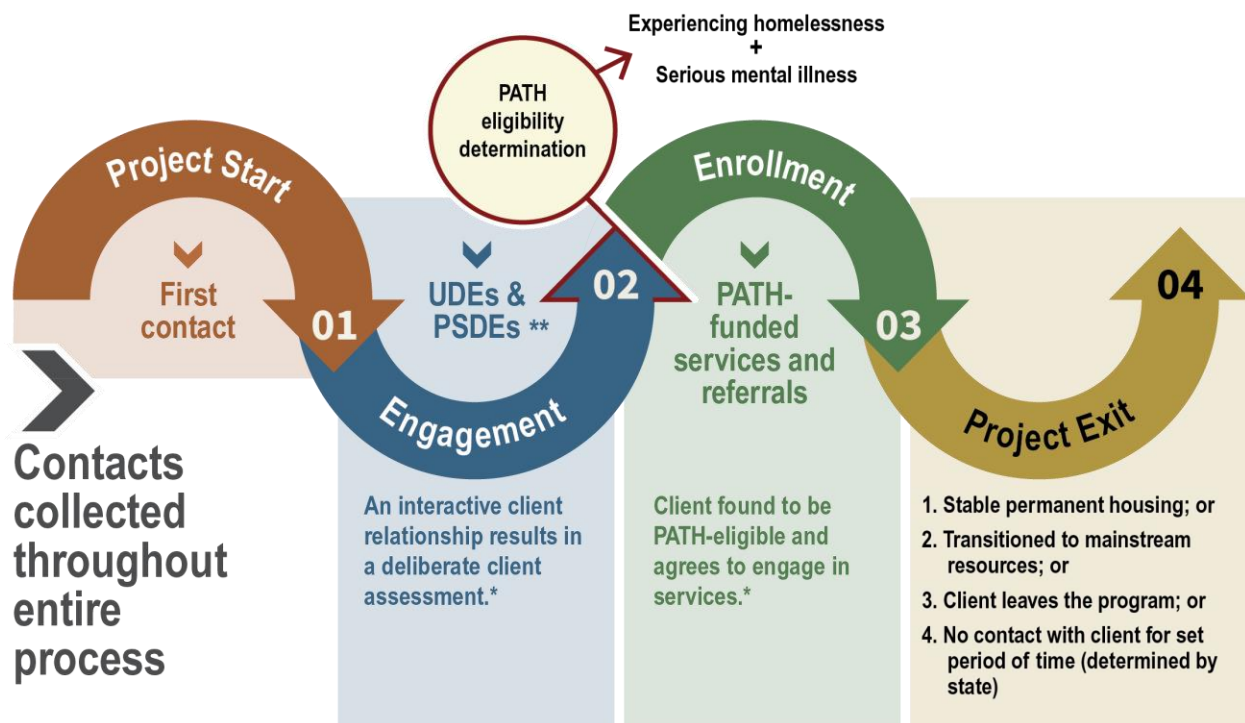 Experiencing homelessness
+
Serious mental illness
PATH
eligibility
determination
Project Start
First
contact
01
UDEs &
PSDEs **
02
Engagement
An interactive client
relationship results in
a deliberate client
assessment.*
Enrollment
PATH-
funded
services and
referrals
03
Client found to be
PATH-eligible and
agrees to engage in
services.*
04
Project Exit
1. Stable permanent housing; or
2. Transitioned to mainstream
resources; or
3. Client leaves the program; or
4. No contact with client for set
period of time (determined by
state)
Contacts
collected
throughout
entire
process